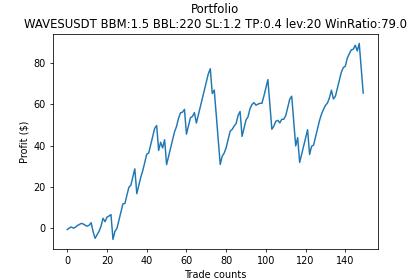 Portfolio
WAVESUSDT BBM:1.5 BBL:220 SL:1.2 TP:0.4 lev:20 WinRatio:79.0
Profit ($)
80
60
40
20
0
0 20 40 60 80 100 120 140
Trade counts